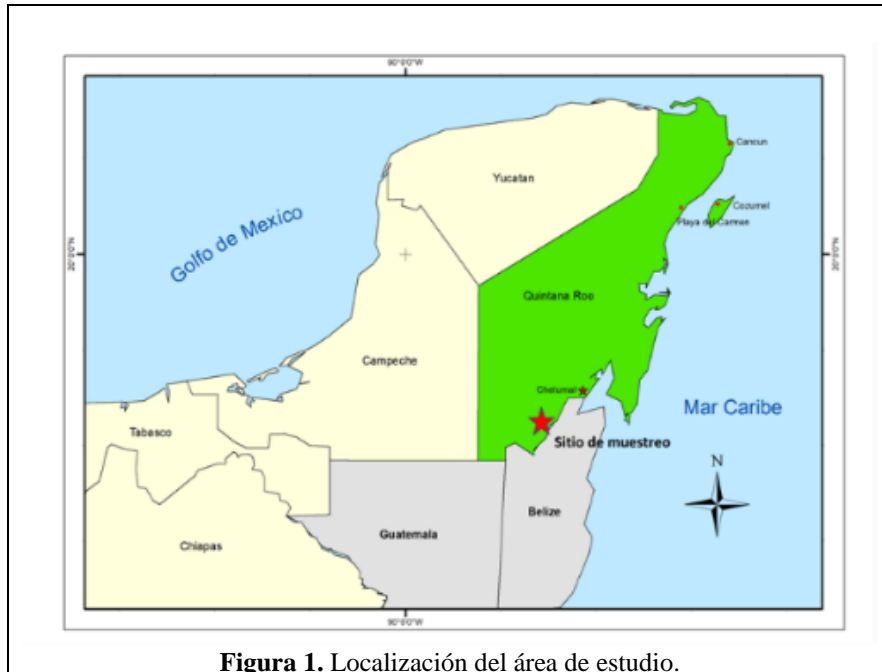 90°0'0"W
Cancun
Yucatan
Cozumel
Playa del Carmen
Golfo de Mexico
20°0'0"N
20°0'0"N
Quintana Roo
Campeche
Chetumal
Mar Caribe
Tabasco
Sitio de muestreo
N
Belize
Guatemala
Chiapas
90°0'0"W
Figura 1. Localización del área de estudio.